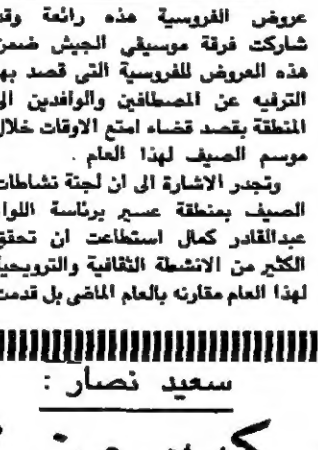 عروض الفروسية هذه رائعة وقد
شاركت فرقة موسيقي الجيش ضمن
هذه العروض للفروسية التي قصد بها
الترفيه عن المصطافين والوافدين الى
المنطقة بقصد قضاء امتع الاوقات خلال
موسم الصيف لهذا العام .
وتجدر الاشارة الى ان لجنة نشاطات
الصيف بمنطقة عسير برئاسة اللواء
عبدالقادر كمال استطاعت ان تحقق
الكثير من الانشطة الثقافية والترويحية
لهذا العام مقارنه بالعام الماضي بل قدمت
سعيد نصار :